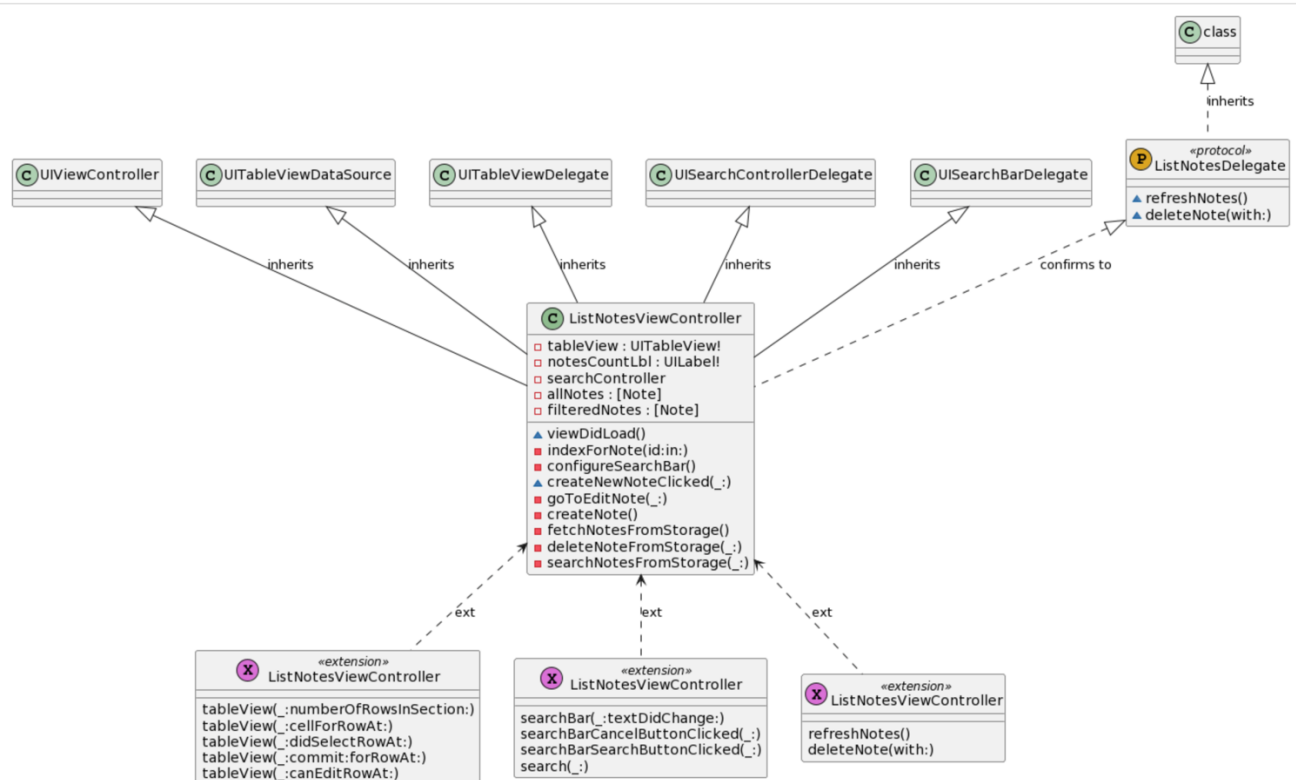 C class
inherits
«protocol»
P ListNotesDelegate
refreshNotes()
deleteNote(with:)
C UIViewController
C UITableViewDataSource
C UITableViewDelegate
C UISearchControllerDelegate
C UISearchBarDelegate
inherits
inherits
inherits
inherits
inherits
confirms to
C ListNotesViewController
tableView : UITableView!
notesCountLbl : UILabel!
searchController
allNotes : [Note]
filteredNotes : [Note]
viewDidLoad()
indexForNote(id:in:)
configureSearchBar()
createNewNoteClicked(_:)
goToEditNote(_:)
createNote()
fetchNotesFromStorage()
deleteNoteFromStorage(_:)
searchNotesFromStorage(_:)
ext
ext
ext
«extension»
X ListNotesViewController
tableView(_:numberOfRowsInSection:)
tableView(_:cellForRowAt:)
tableView(_:didSelectRowAt:)
tableView(_:commit:forRowAt:)
tableView(_:canEditRowAt:)
«extension»
X ListNotesViewController
searchBar(_:textDidChange:)
searchBarCancelButtonClicked(_:)
searchBarSearchButtonClicked(_:)
search(_:)
«extension»
X ListNotesViewController
refreshNotes()
deleteNote(with:)